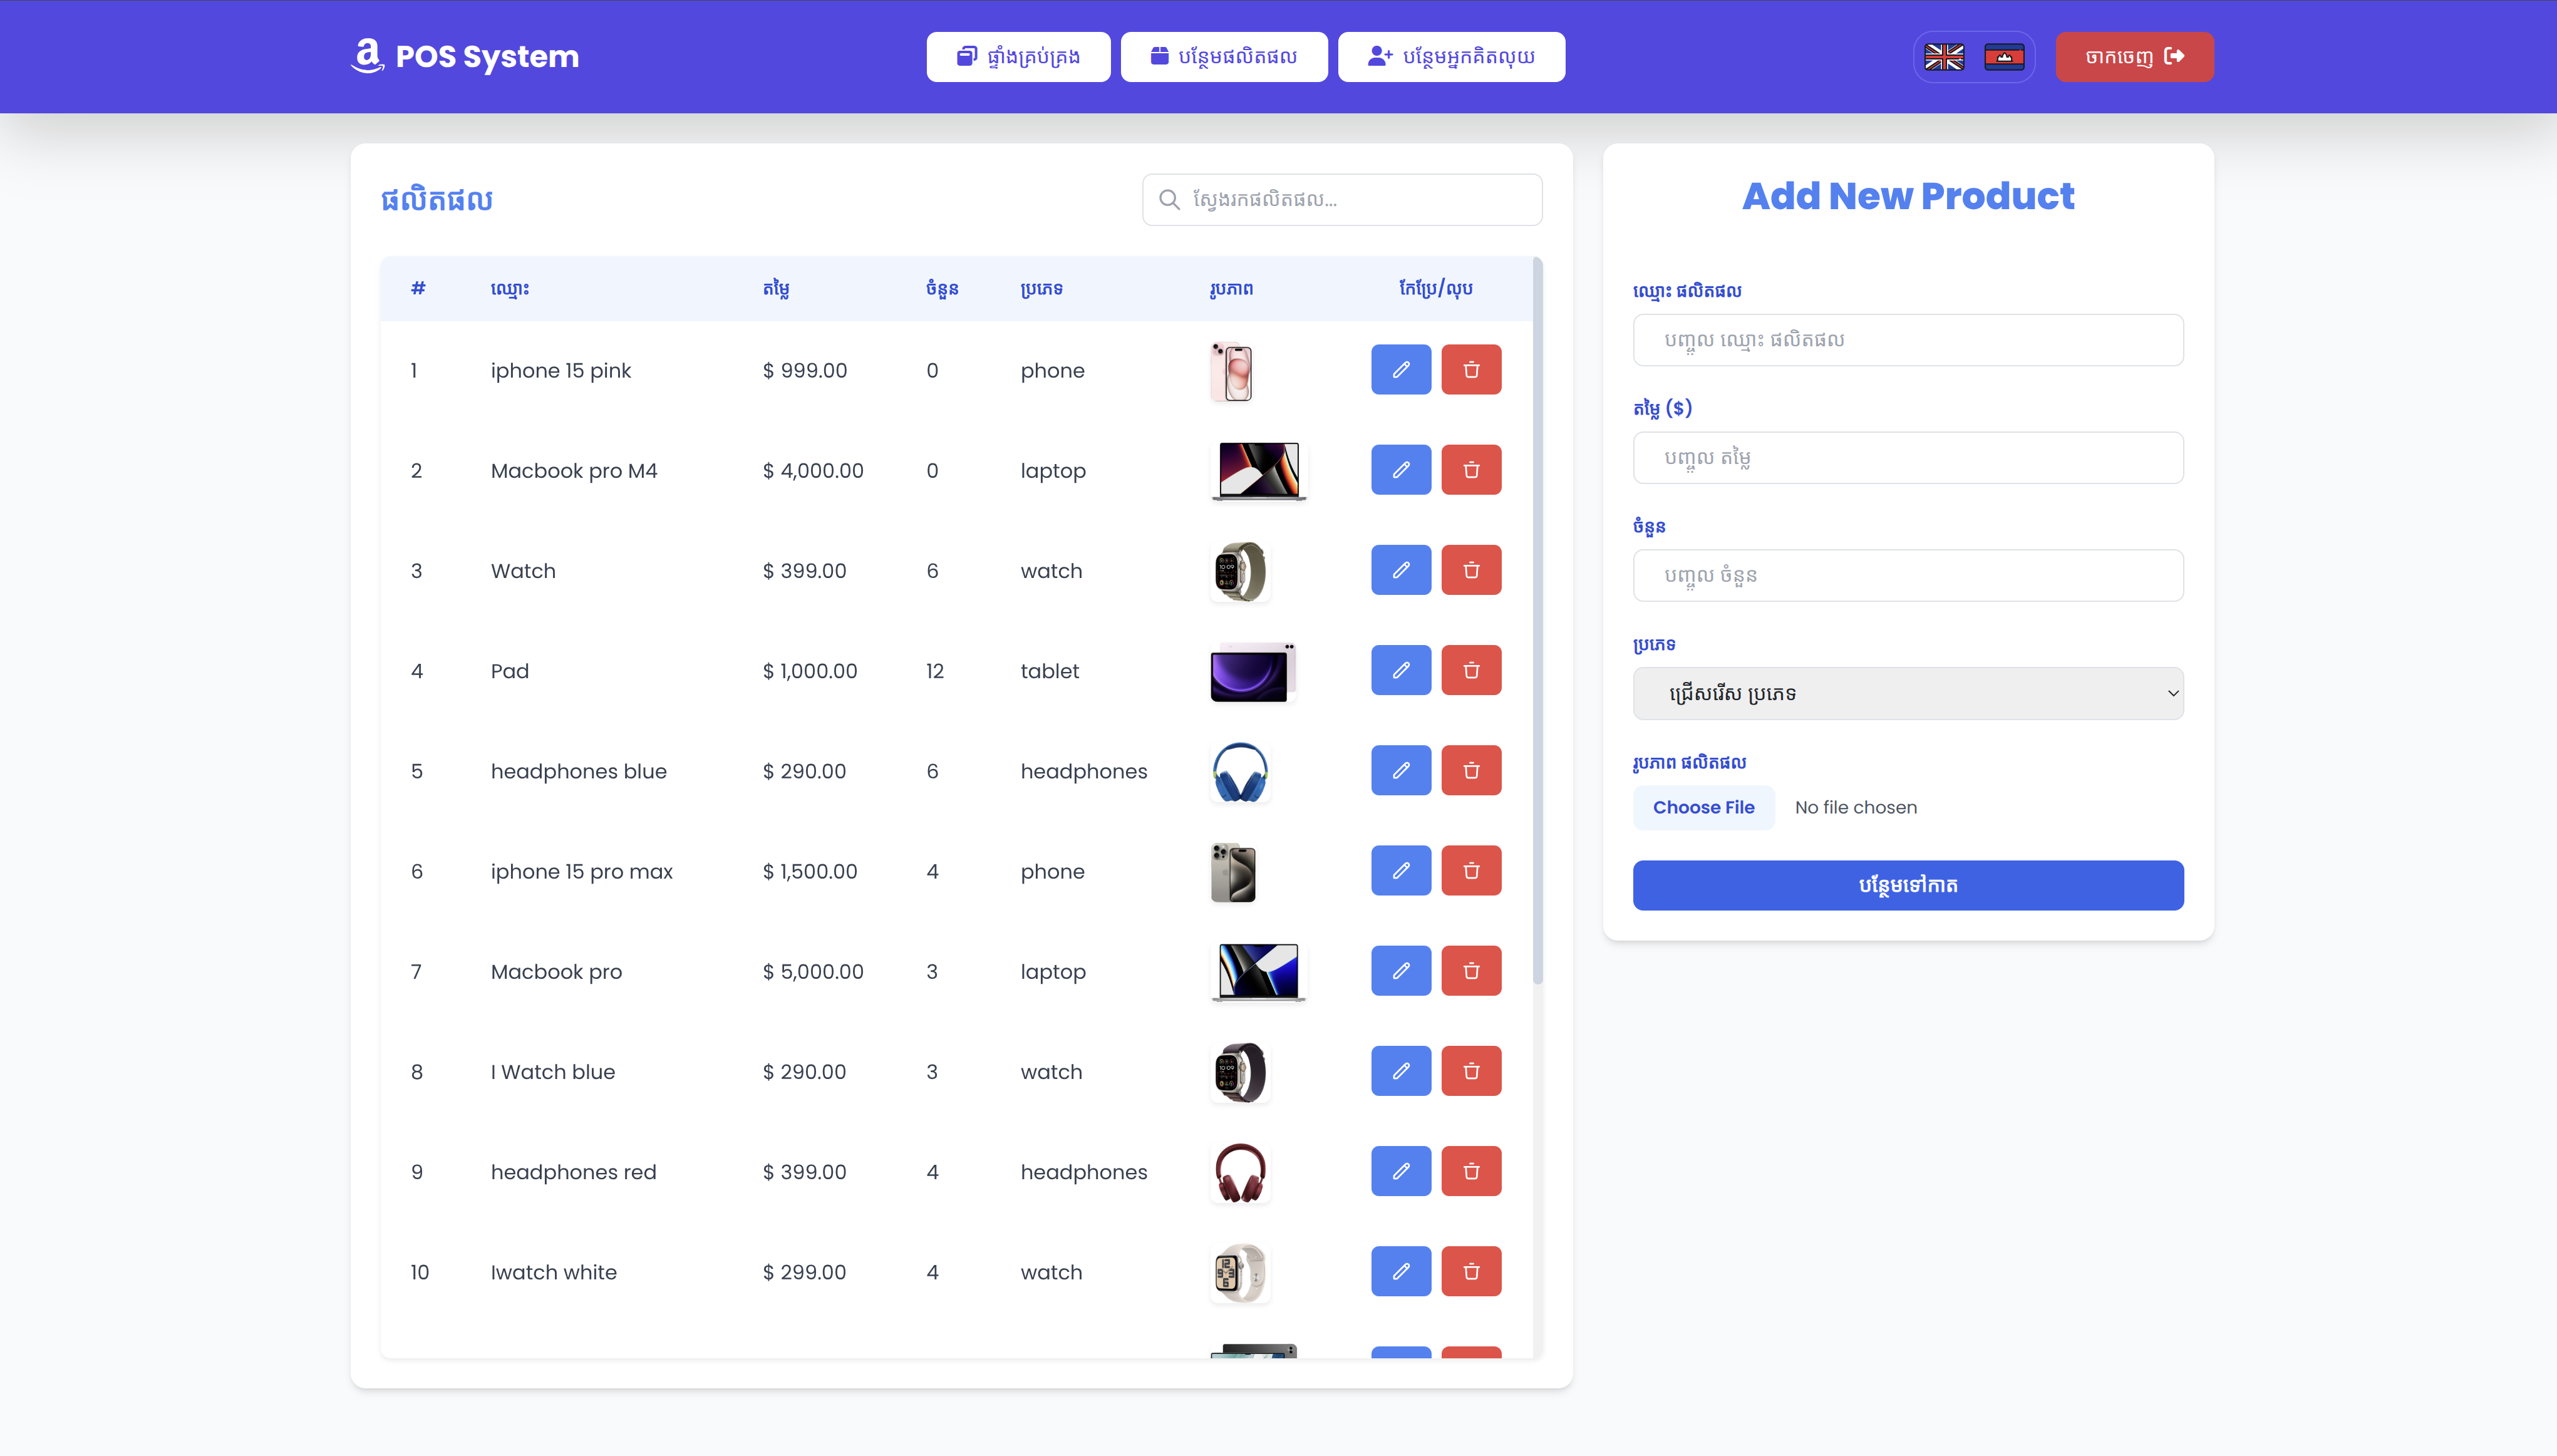 POS System
ផ្ទាំងគ្រប់គ្រង
បន្ថែមផលិតផល
បន្ថែមអ្នកគិតលុយ
ចាកចេញ
ផលិតផល
ស្វែងរកផលិតផល...
# ឈ្មោះ តម្លៃ ចំនួន ប្រភេទ រូបភាព កែប្រែ/លុប
1 iphone 15 pink $ 999.00 0 phone
2 Macbook pro M4 $ 4,000.00 0 laptop
3 Watch $ 399.00 6 watch
4 Pad $ 1,000.00 12 tablet
5 headphones blue $ 290.00 6 headphones
6 iphone 15 pro max $ 1,500.00 4 phone
7 Macbook pro $ 5,000.00 3 laptop
8 I Watch blue $ 290.00 3 watch
9 headphones red $ 399.00 4 headphones
10 Iwatch white $ 299.00 4 watch
Add New Product
ឈ្មោះ ផលិតផល
បញ្ចូល ឈ្មោះ ផលិតផល
តម្លៃ ($)
បញ្ចូល តម្លៃ
ចំនួន
បញ្ចូល ចំនួន
ប្រភេទ
ជ្រើសរើស ប្រភេទ
រូបភាព ផលិតផល
Choose File No file chosen
បន្ថែមទៅកាត